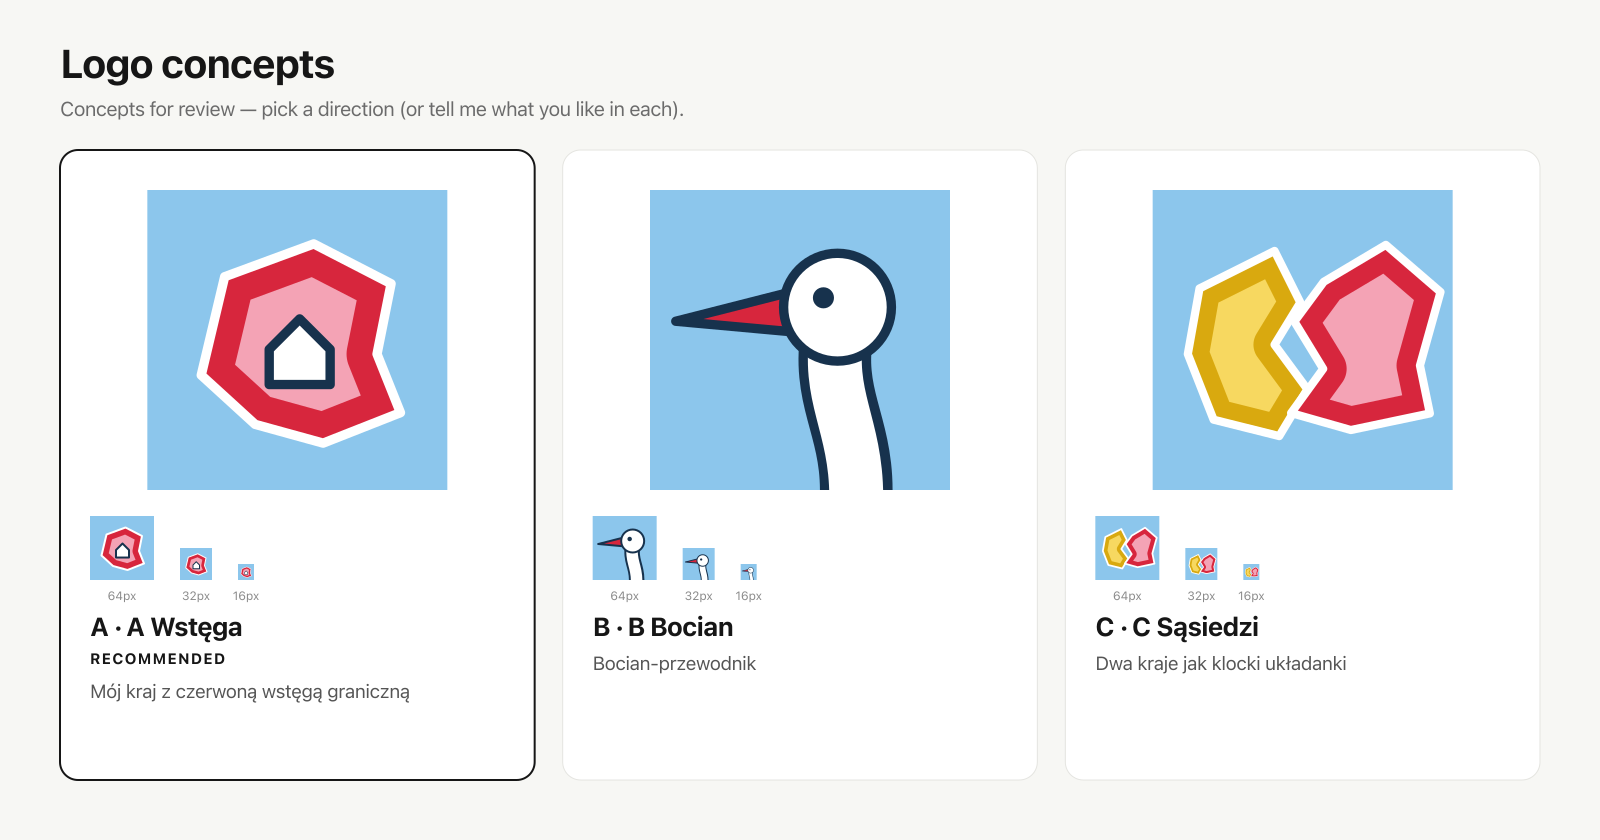 Logo concepts
Concepts for review — pick a direction (or tell me what you like in each).
64px 32px 16px
A · A Wstęga
RECOMMENDED
Mój kraj z czerwoną wstęgą graniczną
64px 32px 16px
B · B Bocian
Bocian-przewodnik
64px 32px 16px
C · C Sąsiedzi
Dwa kraje jak klocki układanki